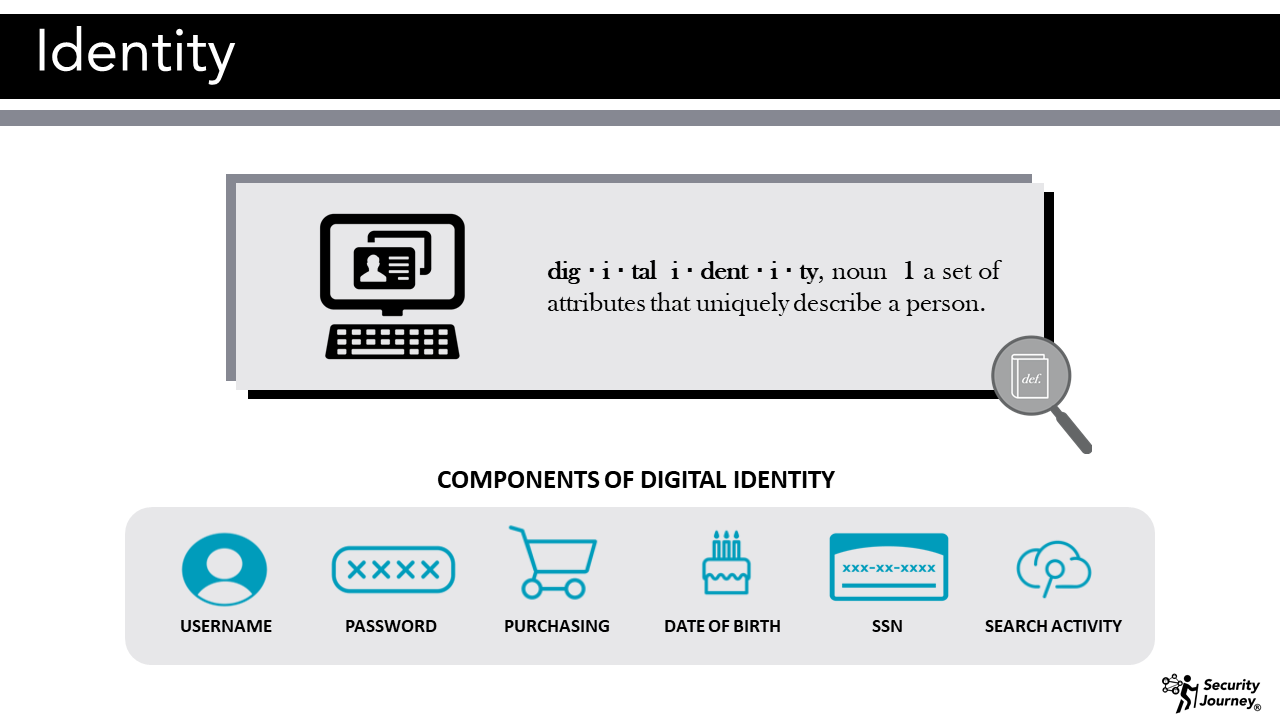 Identity
dig · i · tal i · dent · i · ty, noun 1 a set of
attributes that uniquely describe a person.
def.
COMPONENTS OF DIGITAL IDENTITY
XXXX
xxx-xx-xxxx
USERNAME PASSWORD PURCHASING DATE OF BIRTH SSN SEARCH ACTIVITY
Security
Journey®